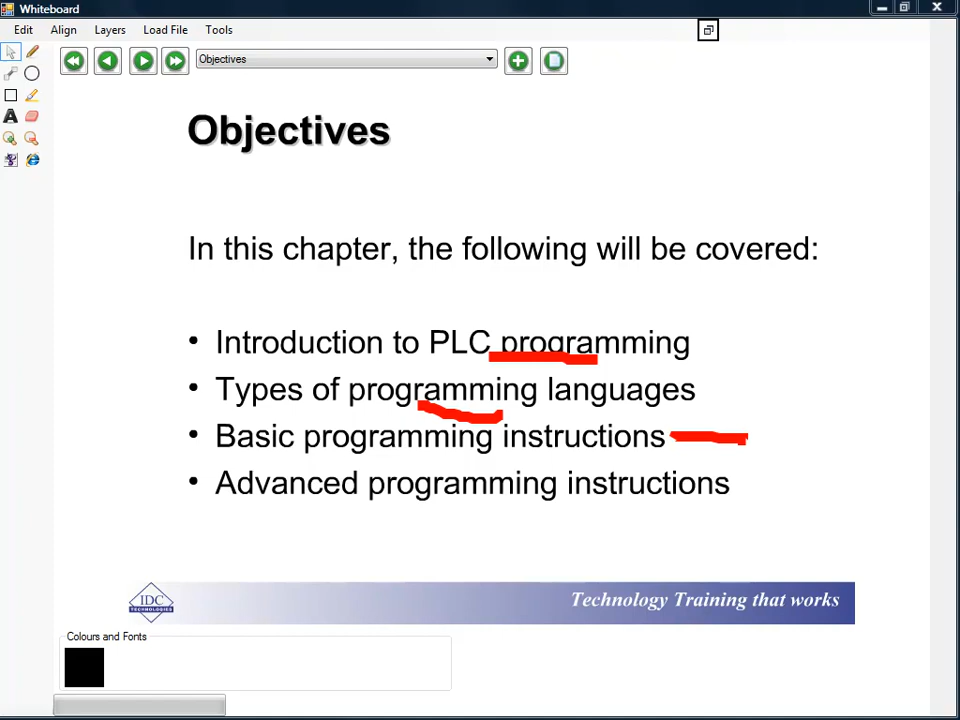 Whiteboard
Edit Align Layers Load File Tools
Objectives
Objectives
In this chapter, the following will be covered:
• Introduction to PLC programming
• Types of programming languages
• Basic programming instructions
• Advanced programming instructions
IDC
TECHNOLOGIES
Technology Training that works
Colours and Fonts